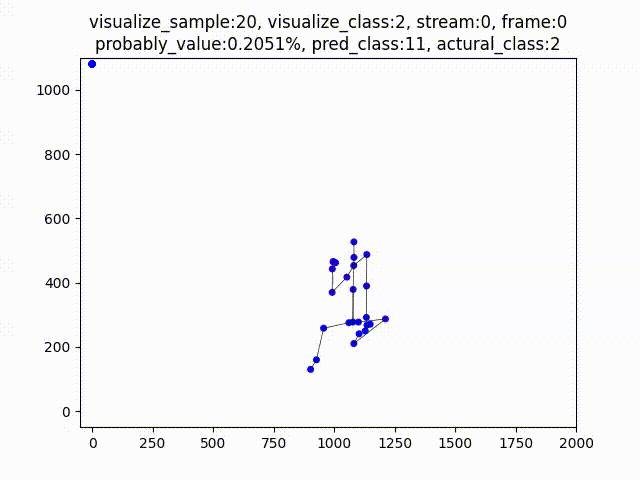 visualize_sample:20, visualize_class:2, stream:0, frame:0
probably_value:0.2051%, pred_class:11, actural_class:2
1000
800
600
400
200
0
0 250 500 750 1000 1250 1500 1750 2000